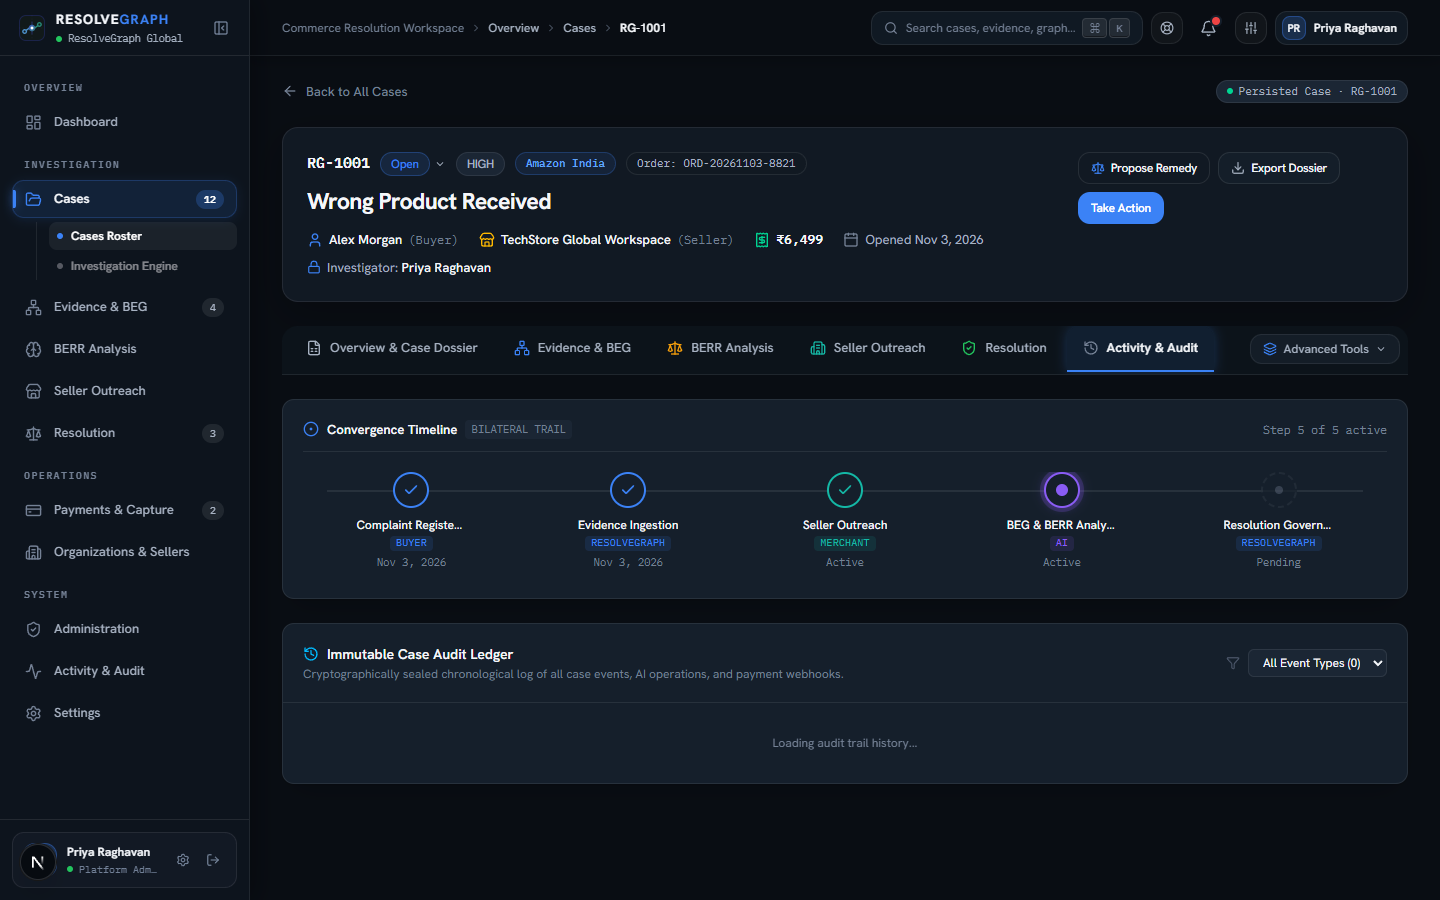 RESOLVEGRAPH
ResolveGraph Global
Commerce Resolution Workspace > Overview > Cases > RG-1001
Search cases, evidence, graph... ⌘ K
PR Priya Raghavan
OVERVIEW
Dashboard
INVESTIGATION
Cases 12
Cases Roster
Investigation Engine
Evidence & BEG 4
BERR Analysis
Seller Outreach
Resolution 3
OPERATIONS
Payments & Capture 2
Organizations & Sellers
SYSTEM
Administration
Activity & Audit
Settings
N
Priya Raghavan
Platform Adm…
Back to All Cases
Persisted Case · RG-1001
RG-1001 Open HIGH Amazon India Order: ORD-20261103-8821
Wrong Product Received
Alex Morgan (Buyer) TechStore Global Workspace (Seller) ₹6,499 Opened Nov 3, 2026
Investigator: Priya Raghavan
Propose Remedy
Export Dossier
Take Action
Overview & Case Dossier
Evidence & BEG
BERR Analysis
Seller Outreach
Resolution
Activity & Audit
Advanced Tools
Convergence Timeline BILATERAL TRAIL
Step 5 of 5 active
Complaint Registe...
BUYER
Nov 3, 2026
Evidence Ingestion
RESOLVEGRAPH
Nov 3, 2026
Seller Outreach
MERCHANT
Active
BEG & BERR Analy...
AI
Active
Resolution Govern...
RESOLVEGRAPH
Pending
Immutable Case Audit Ledger
Cryptographically sealed chronological log of all case events, AI operations, and payment webhooks.
All Event Types (0)
Loading audit trail history...